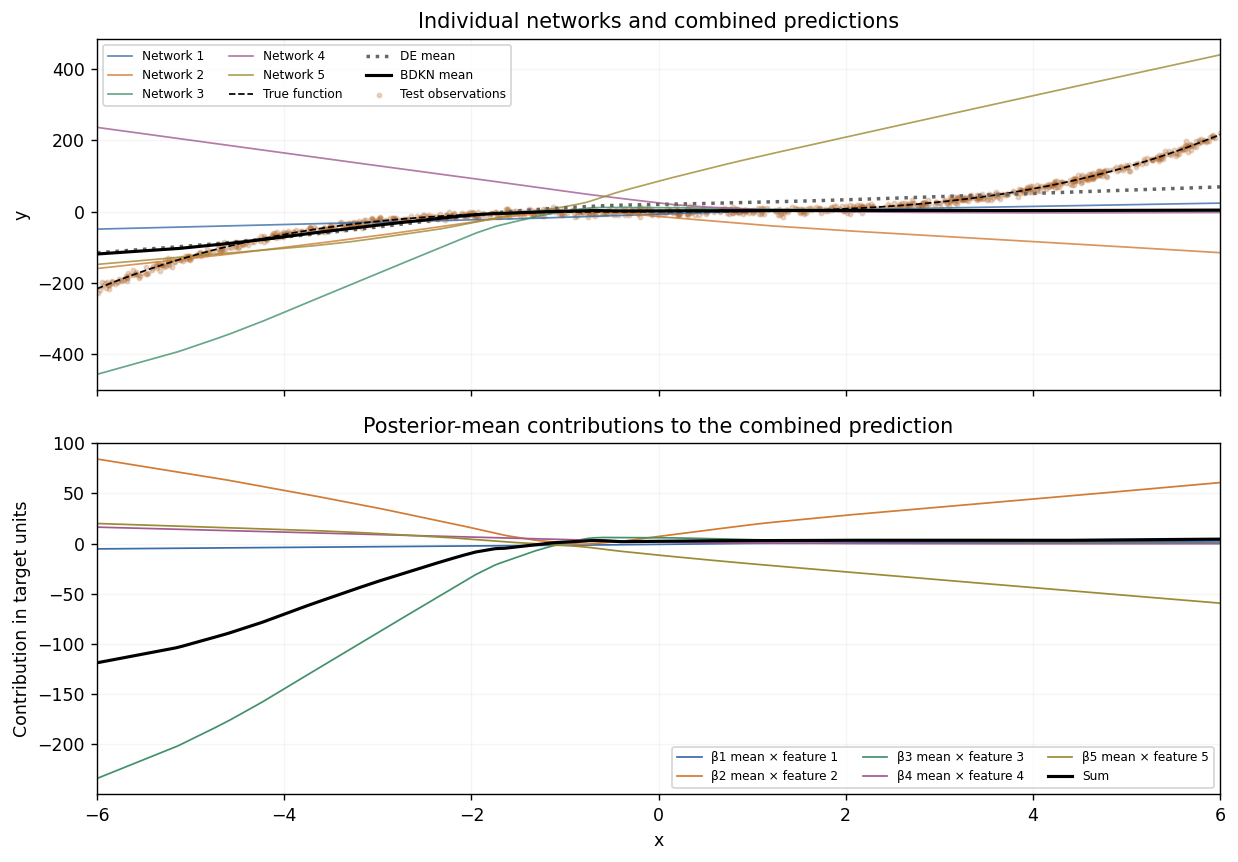 Individual networks and combined predictions
Network 1 Network 4 DE mean
Network 2 Network 5 BDKN mean
Network 3 True function Test observations
400
200
0
−200
−400
y
Posterior-mean contributions to the combined prediction
100
50
0
−50
−100
−150
−200
Contribution in target units
β1 mean × feature 1 β3 mean × feature 3 β5 mean × feature 5
β2 mean × feature 2 β4 mean × feature 4 Sum
−6 −4 −2 0 2 4 6
x